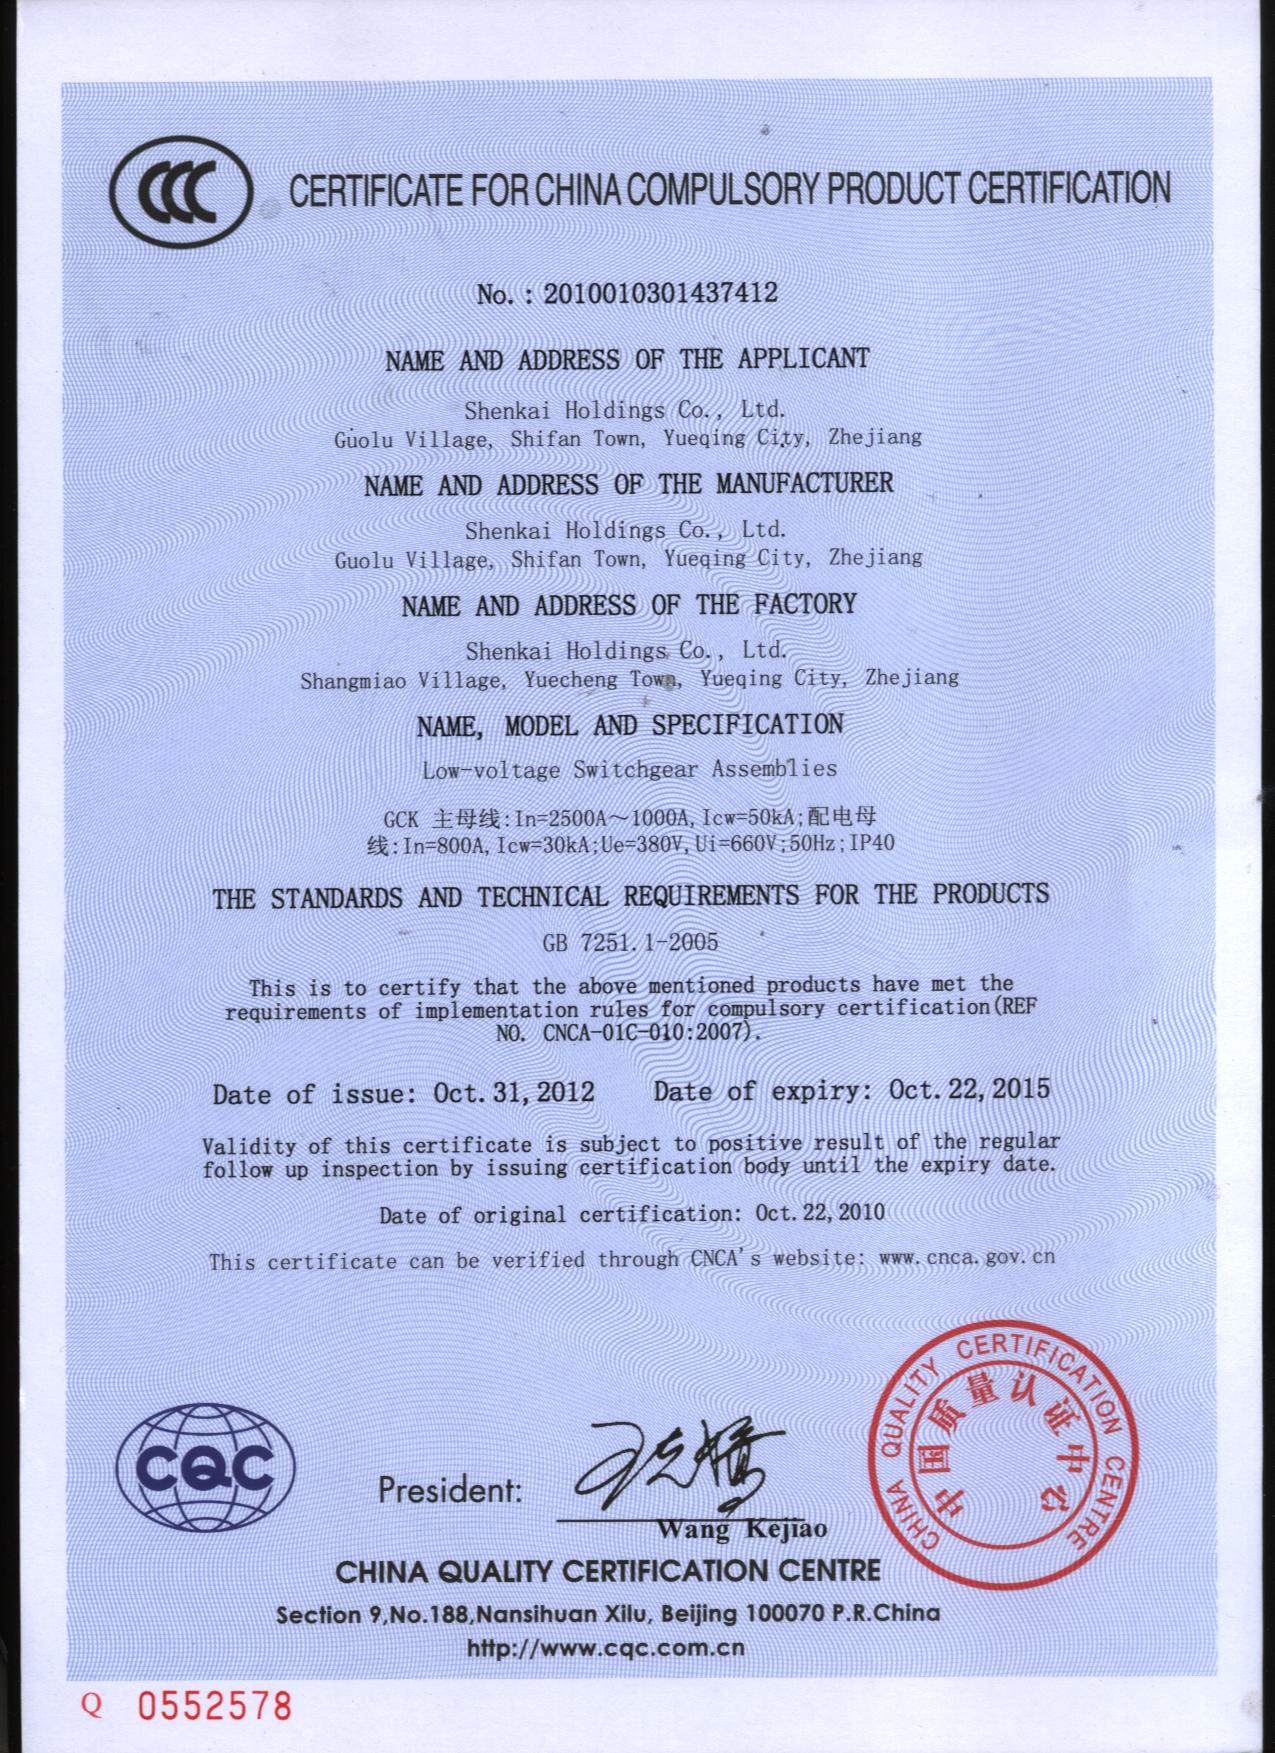 CCC
CERTIFICATE FOR CHINA COMPULSORY PRODUCT CERTIFICATION
No.: 2010010301437412
NAME AND ADDRESS OF THE APPLICANT
Shenkai Holdings Co., Ltd.
Guolu Village, Shifan Town, Yueqing City, Zhejiang
NAME AND ADDRESS OF THE MANUFACTURER
Shenkai Holdings Co., Ltd.
Guolu Village, Shifan Town, Yueqing City, Zhejiang
NAME AND ADDRESS OF THE FACTORY
Shenkai Holdings Co., Ltd.
Shangmiao Village, Yuecheng Town, Yueqing City, Zhejiang
NAME, MODEL AND SPECIFICATION
Low-voltage Switchgear Assemblies
GCK 主母线:In=2500A～1000A,Icw=50kA;配电母
线:In=800A,Icw=30kA;Ue=380V,Ui=660V;50Hz;IP40
THE STANDARDS AND TECHNICAL REQUIREMENTS FOR THE PRODUCTS
GB 7251.1-2005
This is to certify that the above mentioned products have met the
requirements of implementation rules for compulsory certification(REF
NO. CNCA-01C-010:2007).
Date of issue: Oct.31,2012 Date of expiry: Oct.22,2015
Validity of this certificate is subject to positive result of the regular
follow up inspection by issuing certification body until the expiry date.
Date of original certification: Oct.22,2010
This certificate can be verified through CNCA's website: www.cnca.gov.cn
CQC
President:
王克娇
Wang Kejiao
CHINA QUALITY CERTIFICATION CENTRE
中国质量认证中心
CHINA QUALITY CERTIFICATION CENTRE
Section 9,No.188,Nansihuan Xilu, Beijing 100070 P.R.China
http://www.cqc.com.cn
Q 0552578